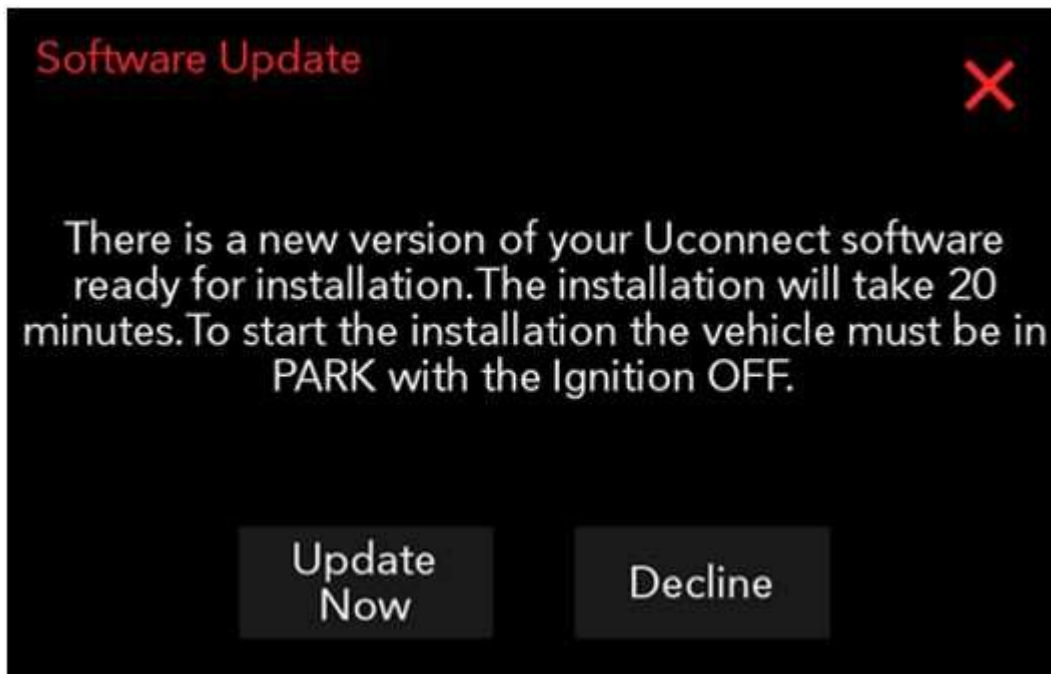 Software Update
There is a new version of your Uconnect software
ready for installation.The installation will take 20
minutes.To start the installation the vehicle must be in
PARK with the Ignition OFF.
Update
Now
Decline